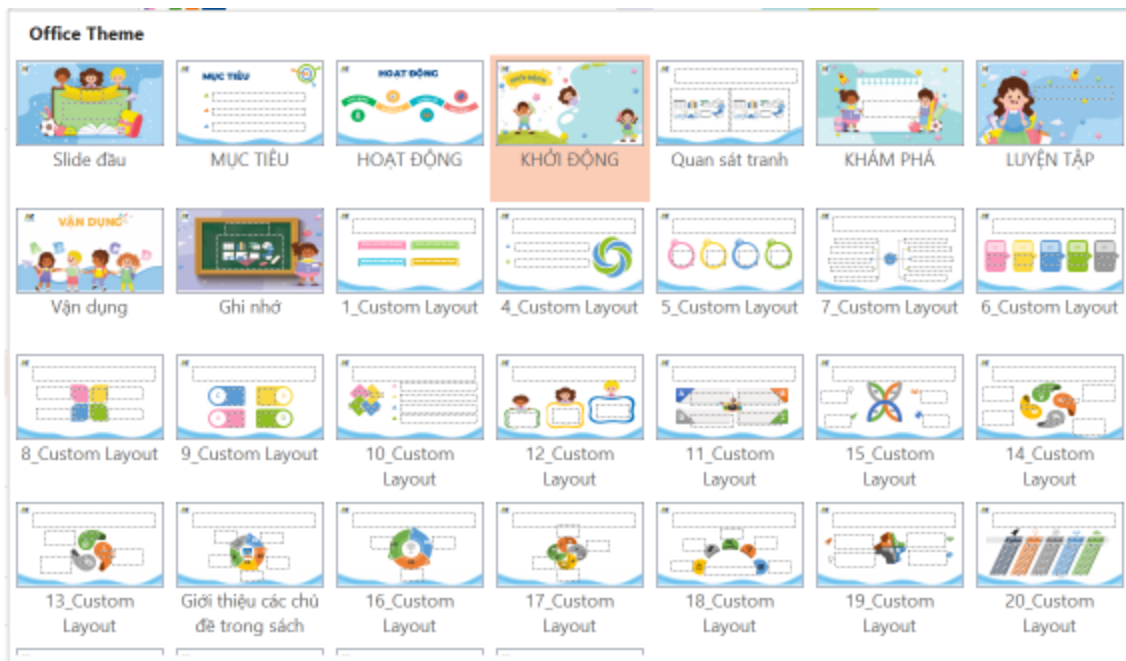 Office Theme
MỤC TIÊU
HOẠT ĐỘNG
Slide đầu
MỤC TIÊU
HOẠT ĐỘNG
KHỞI ĐỘNG
Quan sát tranh
KHÁM PHÁ
LUYỆN TẬP
VẬN DỤNG
Vận dụng
Ghi nhớ
1_Custom Layout
4_Custom Layout
5_Custom Layout
7_Custom Layout
6_Custom Layout
8_Custom Layout
9_Custom Layout
10_Custom
Layout
12_Custom
Layout
11_Custom
Layout
15_Custom
Layout
14_Custom
Layout
13_Custom
Layout
Giới thiệu các chủ
đề trong sách
16_Custom
Layout
17_Custom
Layout
18_Custom
Layout
19_Custom
Layout
20_Custom
Layout